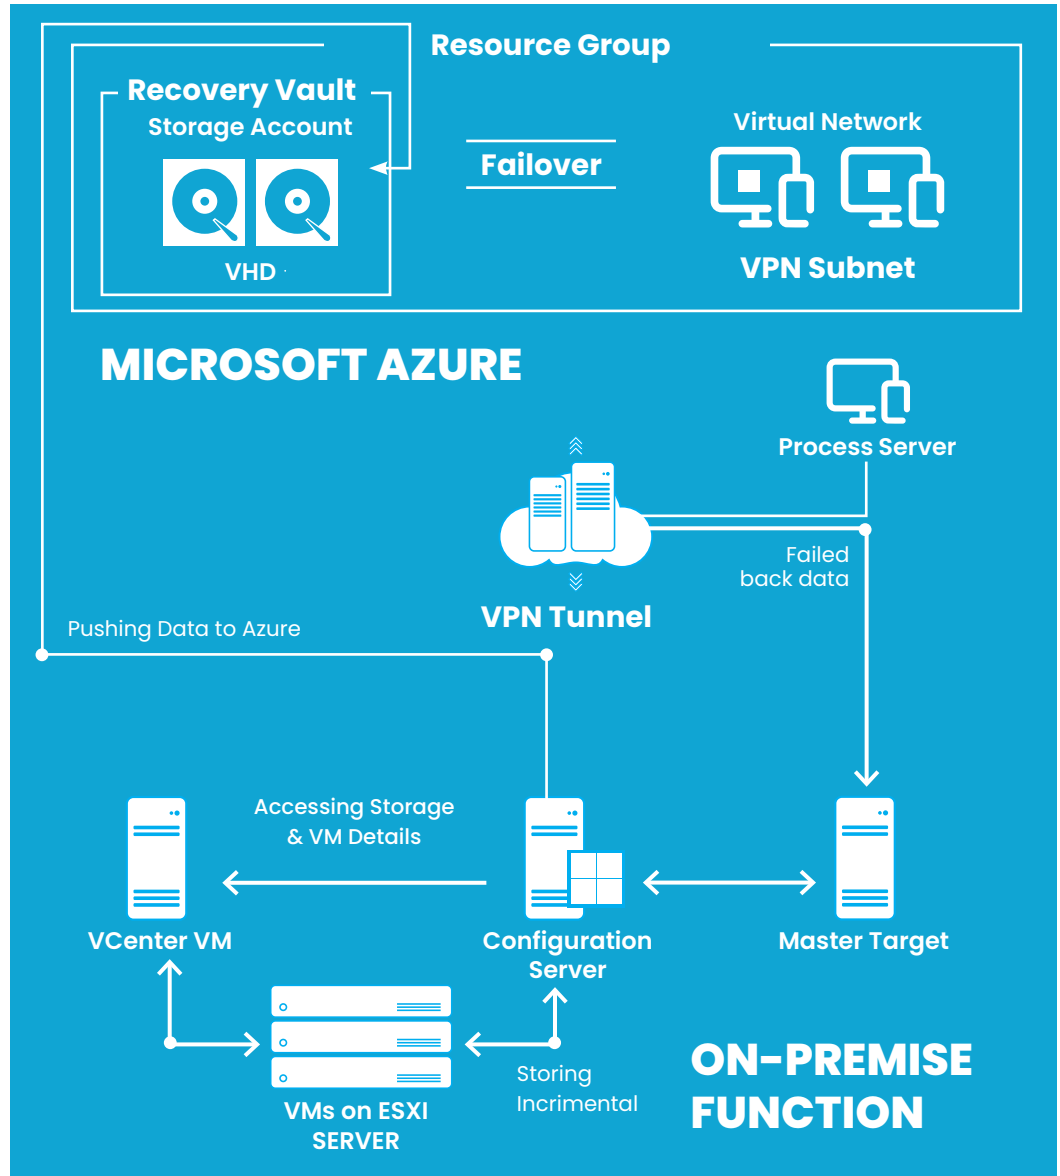 Resource Group
Recovery Vault
Storage Account
VHD
Failover
Virtual Network
VPN Subnet
MICROSOFT AZURE
Process Server
Failed
back data
VPN Tunnel
Pushing Data to Azure
Accessing Storage
& VM Details
VCenter VM
Configuration
Server
Master Target
VMs on ESXI
SERVER
Storing
Incrimental
ON-PREMISE
FUNCTION